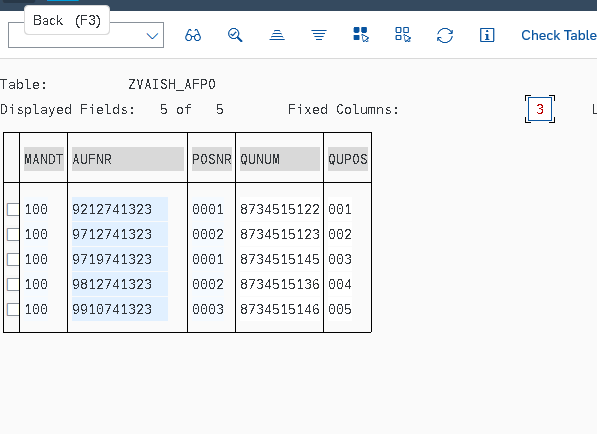 Back (F3)
Check Table
Table: ZVAISH_AFPO
Displayed Fields: 5 of 5 Fixed Columns: 3 L
MANDT AUFNR POSNR QUNUM QUPOS
100 9212741323 0001 8734515122 001
100 9712741323 0002 8734515123 002
100 9719741323 0001 8734515145 003
100 9812741323 0002 8734515136 004
100 9910741323 0003 8734515146 005